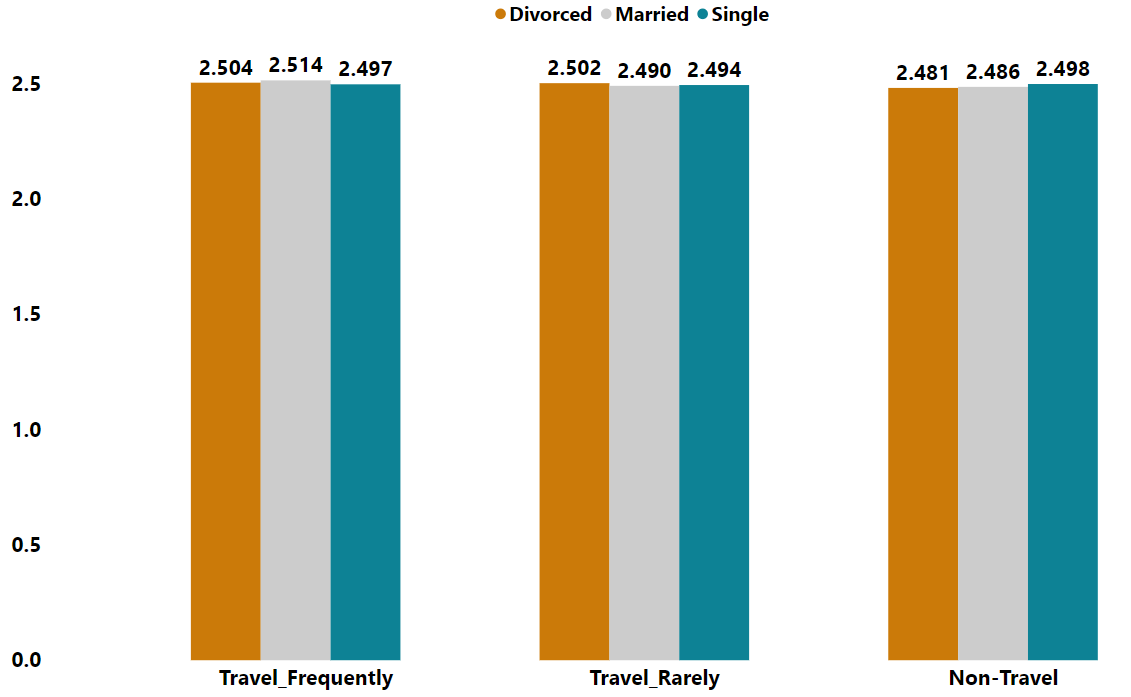 Divorced Married Single
2.504 2.514 2.497 2.502 2.490 2.494 2.481 2.486 2.498
2.5
2.0
1.5
1.0
0.5
0.0
Travel_Frequently Travel_Rarely Non-Travel